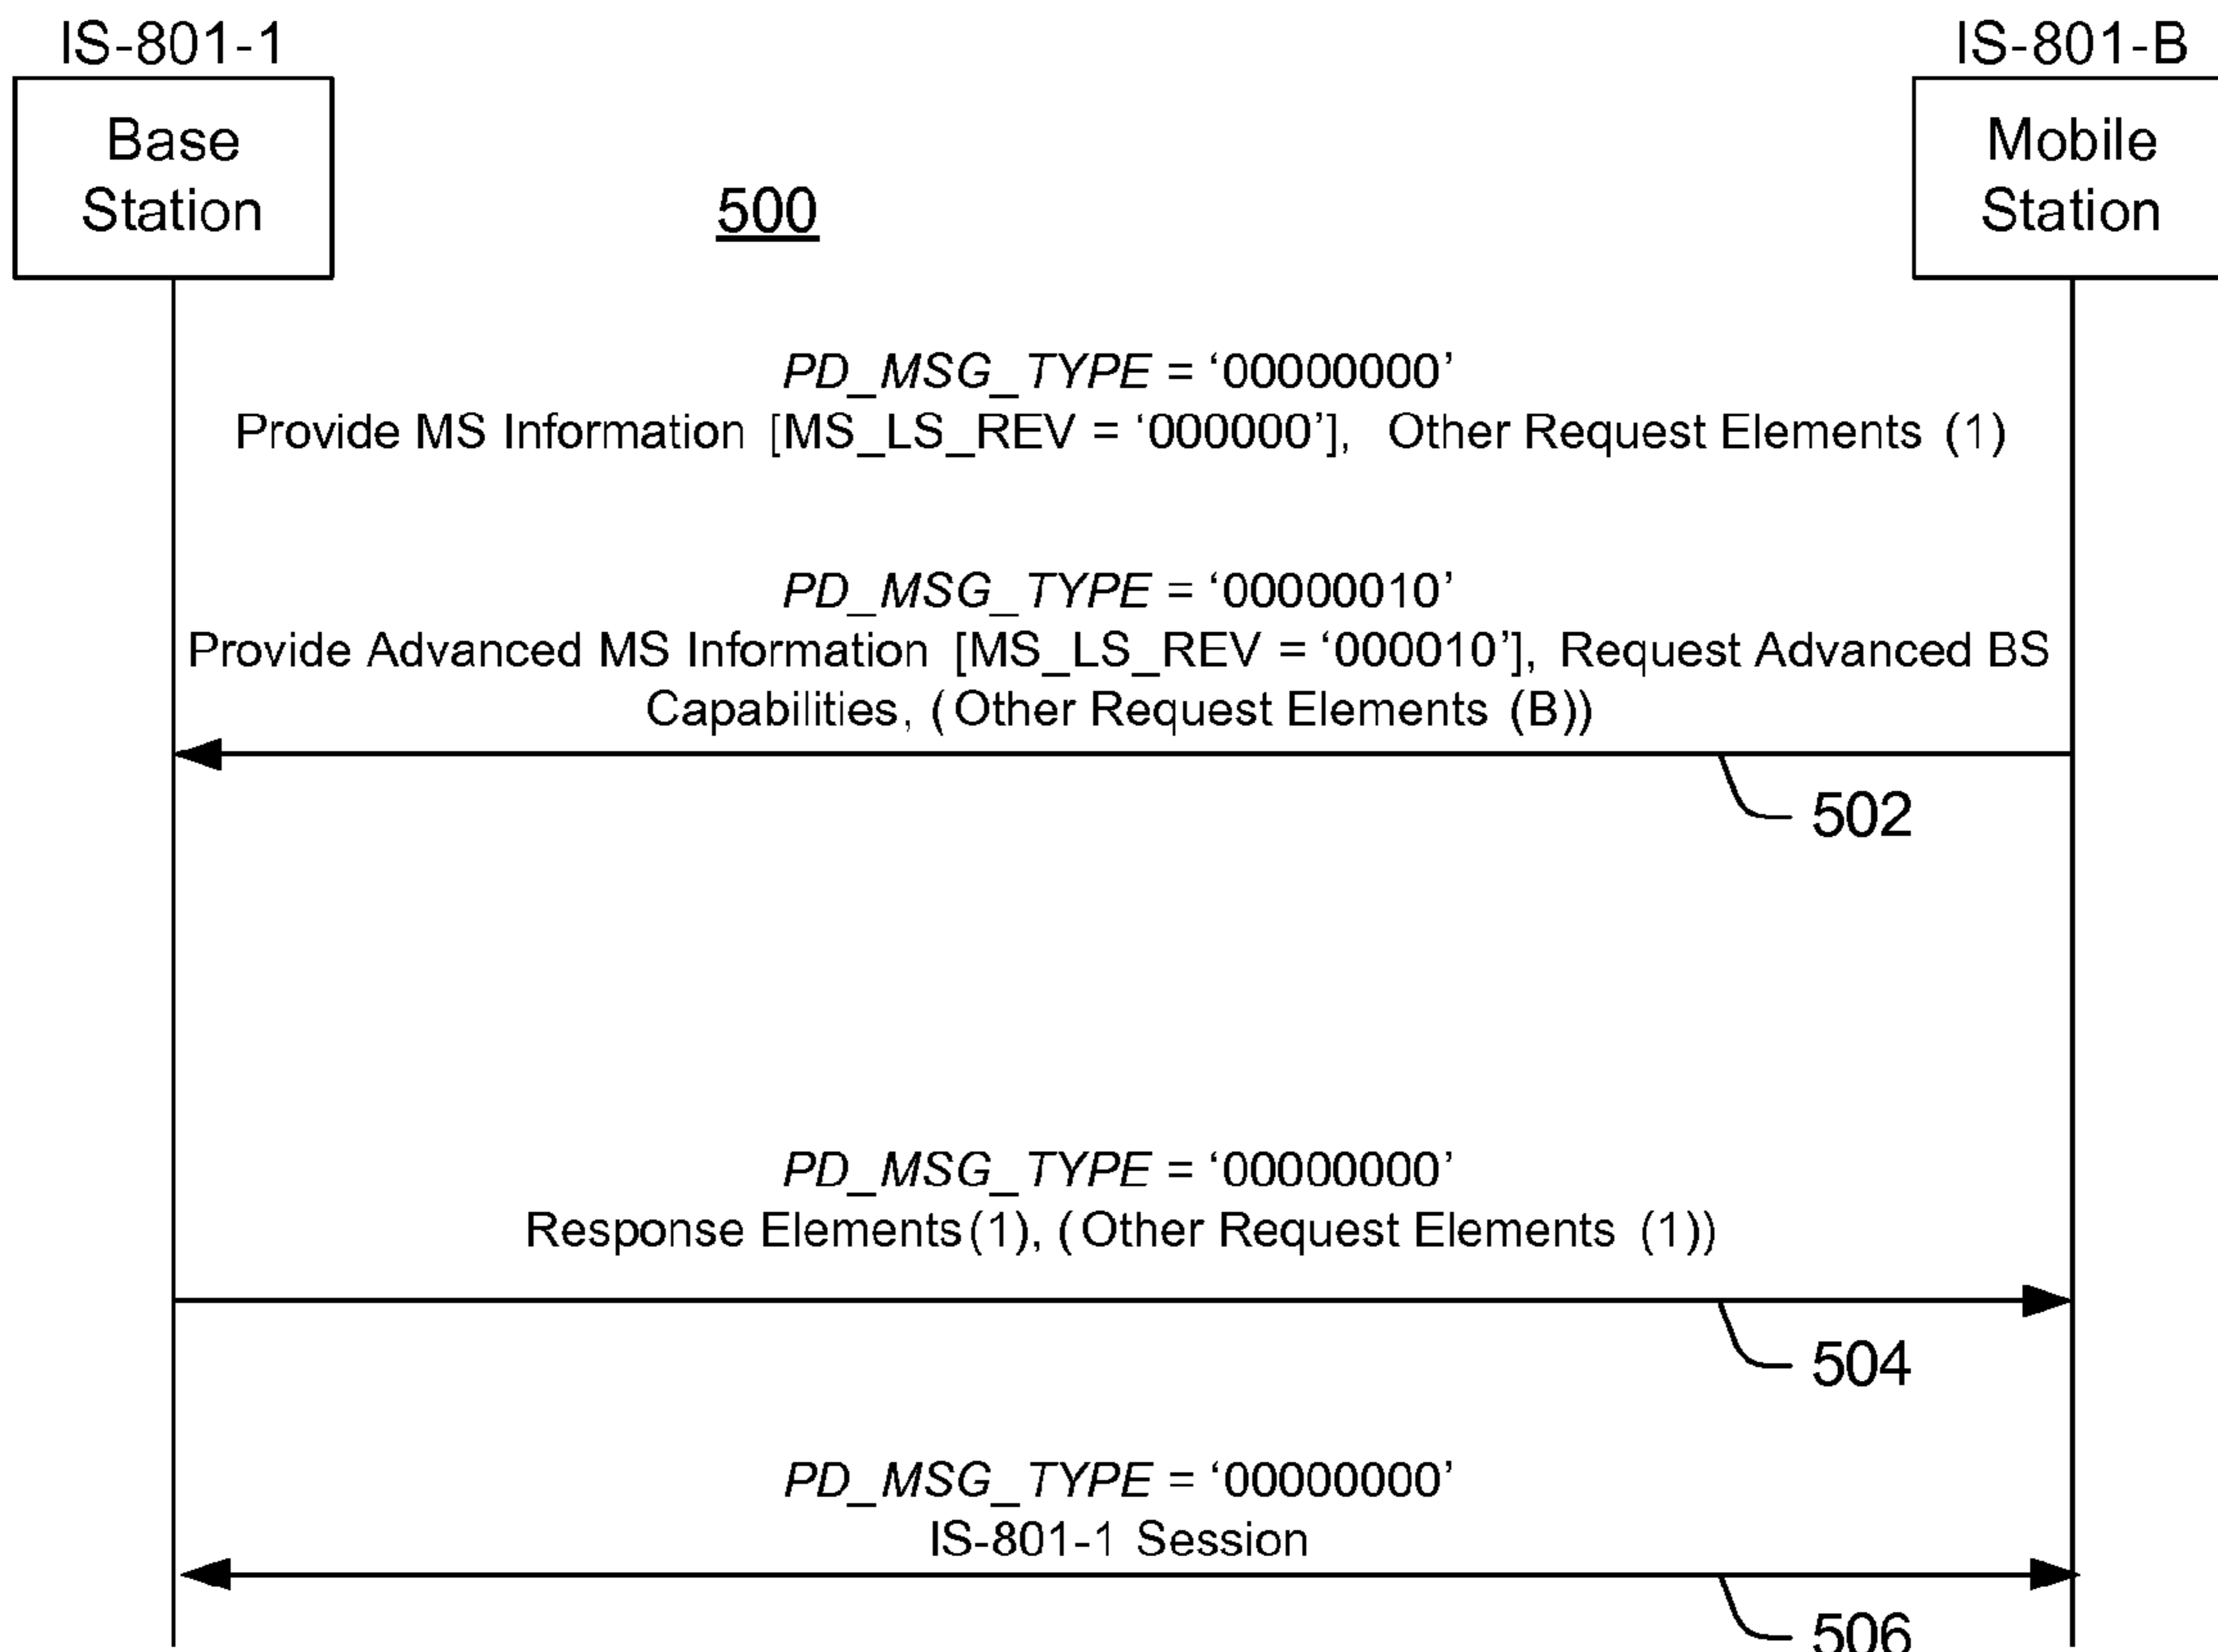 IS-801-1
IS-801-B
Base
Station
Mobile
Station
500
PD_MSG_TYPE = ‘00000000’
Provide MS Information [MS_LS_REV = ‘000000’], Other Request Elements (1)
PD_MSG_TYPE = ‘00000010’
Provide Advanced MS Information [MS_LS_REV = ‘000010’], Request Advanced BS
Capabilities, (Other Request Elements (B))
502
PD_MSG_TYPE = ‘00000000’
Response Elements(1), (Other Request Elements (1))
504
PD_MSG_TYPE = ‘00000000’
IS-801-1 Session
506